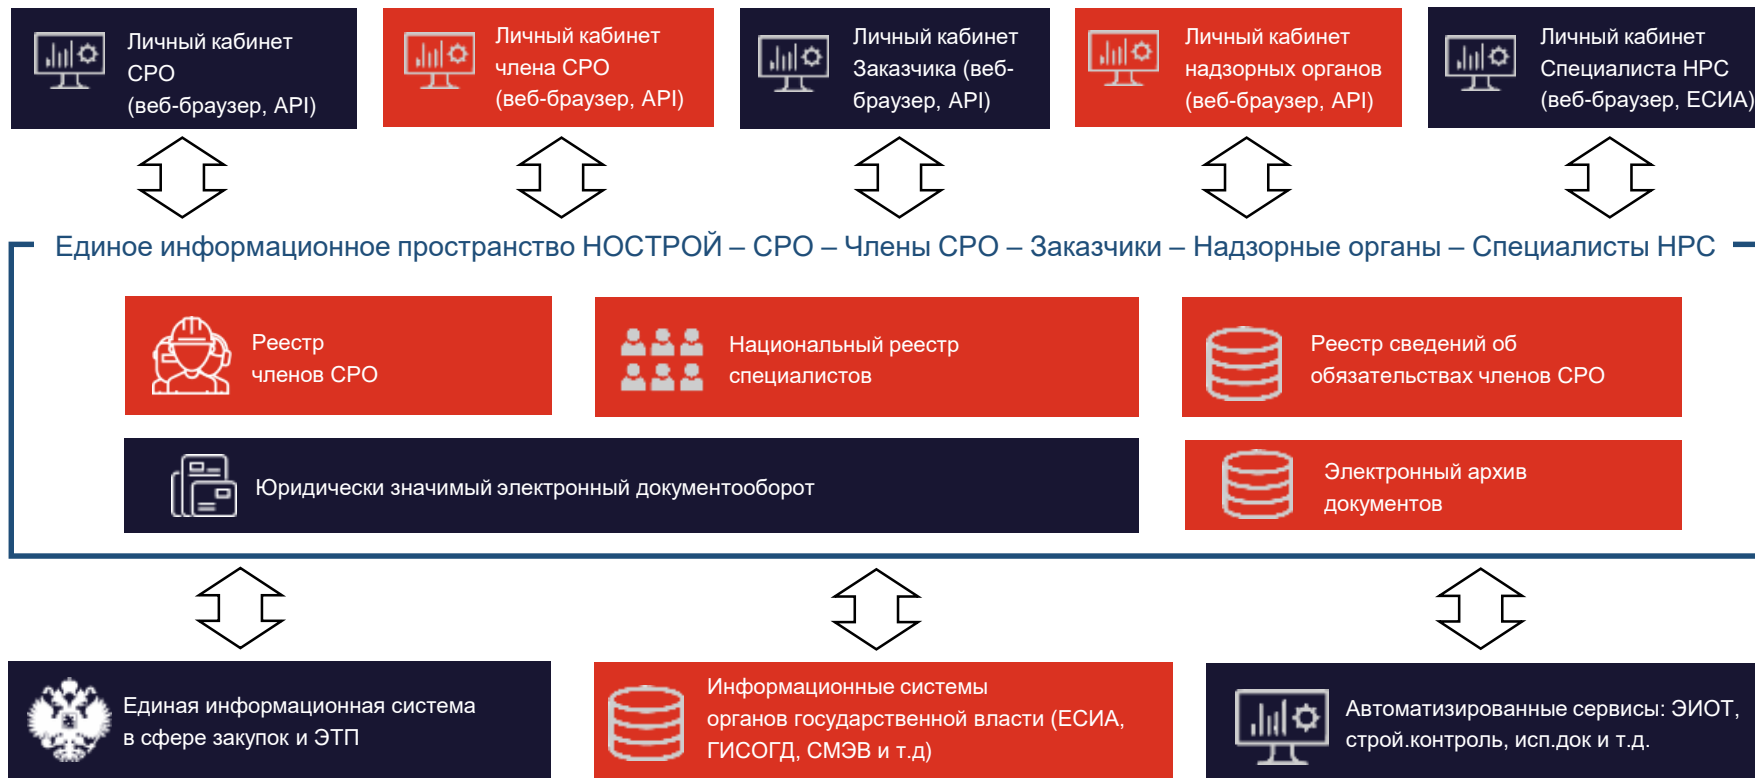 Личный кабинет
СРО
(веб-браузер, API)
Личный кабинет
члена СРО
(веб-браузер, API)
Личный кабинет
Заказчика (веб-
браузер, API)
Личный кабинет
надзорных органов
(веб-браузер, API)
Личный кабинет
Специалиста НРС
(веб-браузер, ЕСИА)
Единое информационное пространство НОСТРОЙ – СРО – Члены СРО – Заказчики – Надзорные органы – Специалисты НРС
Реестр
членов СРО
Национальный реестр
специалистов
Реестр сведений об
обязательствах членов СРО
Юридически значимый электронный документооборот
Электронный архив
документов
Единая информационная система
в сфере закупок и ЭТП
Информационные системы
органов государственной власти (ЕСИА,
ГИСОГД, СМЭВ и т.д)
Автоматизированные сервисы: ЭИОТ,
строй.контроль, исп.док и т.д.